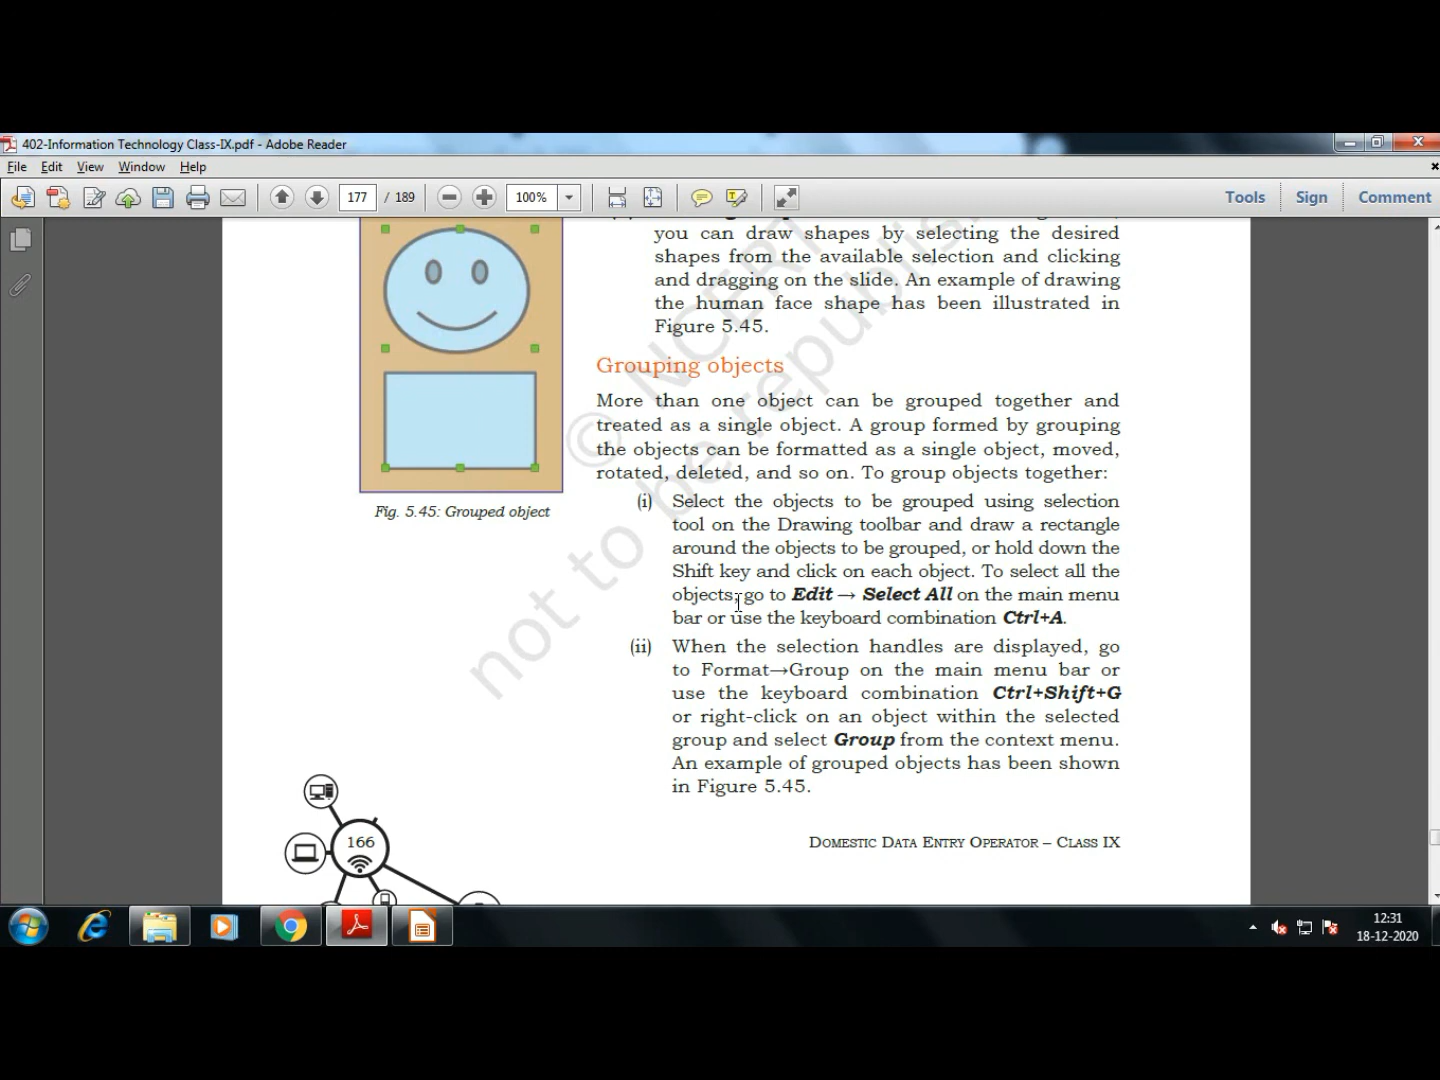 402-Information Technology Class-IX.pdf - Adobe Reader
File Edit View Window Help
177 / 189 100% Tools Sign Comment
you can draw shapes by selecting the desired
shapes from the available selection and clicking
and dragging on the slide. An example of drawing
the human face shape has been illustrated in
Figure 5.45.
Grouping objects
More than one object can be grouped together and
treated as a single object. A group formed by grouping
the objects can be formatted as a single object, moved,
rotated, deleted, and so on. To group objects together:
(i) Select the objects to be grouped using selection
tool on the Drawing toolbar and draw a rectangle
around the objects to be grouped, or hold down the
Shift key and click on each object. To select all the
objects, go to Edit → Select All on the main menu
bar or use the keyboard combination Ctrl+A.
(ii) When the selection handles are displayed, go
to Format→Group on the main menu bar or
use the keyboard combination Ctrl+Shift+G
or right-click on an object within the selected
group and select Group from the context menu.
An example of grouped objects has been shown
in Figure 5.45.
Fig. 5.45: Grouped object
© NCERT
not to be republis
166
DOMESTIC DATA ENTRY OPERATOR – CLASS IX
12:31
18-12-2020